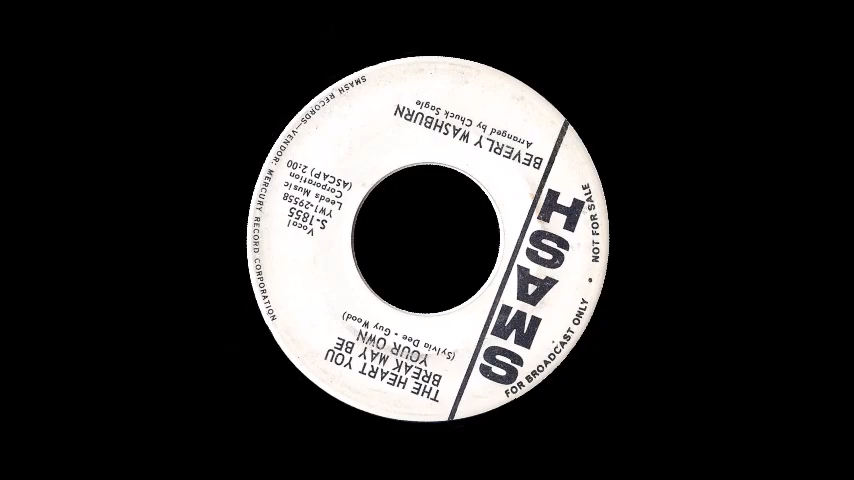 SMASH
FOR BROADCAST ONLY • NOT FOR SALE
THE HEART YOU
BREAK MAY BE
YOUR OWN
(Sylvia Dee - Guy Wood)
Vocal
S-1855
YW1-29558
Leeds Music
Corporation
(ASCAP) 2:00
BEVERLY WASHBURN
Arranged by Chuck Sagle
SMASH RECORDS—VENDOR: MERCURY RECORD CORPORATION